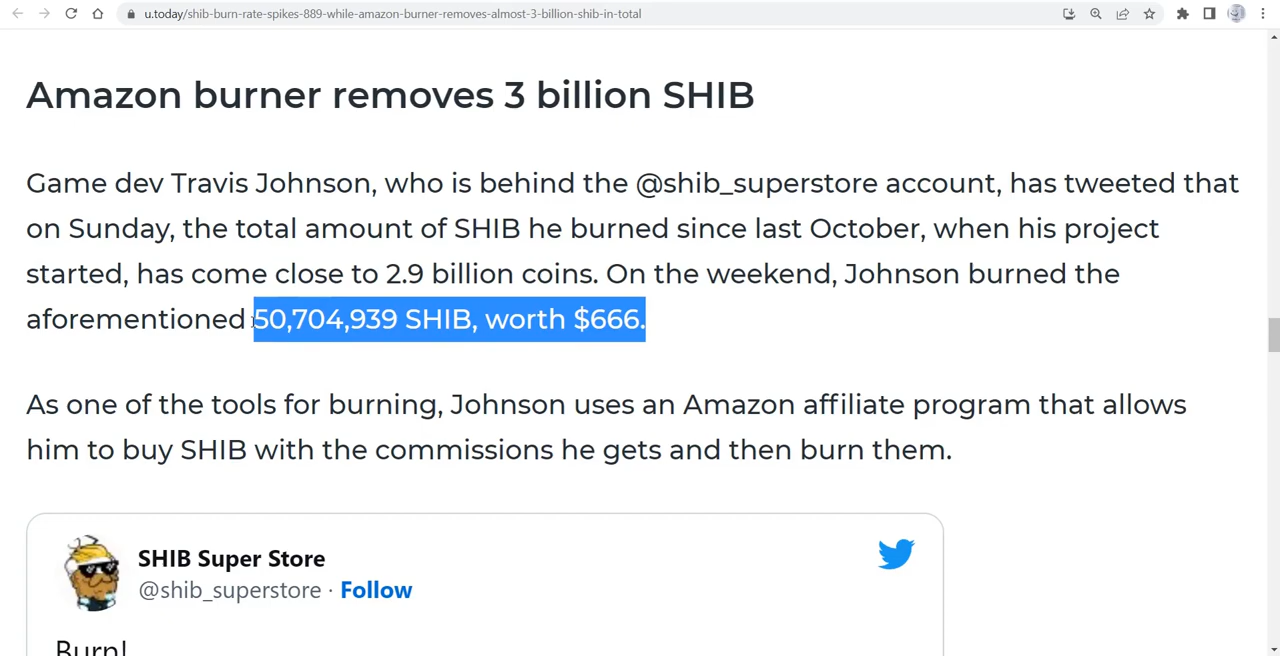 u.today/shib-burn-rate-spikes-889-while-amazon-burner-removes-almost-3-billion-shib-in-total
Amazon burner removes 3 billion SHIB
Game dev Travis Johnson, who is behind the @shib_superstore account, has tweeted that
on Sunday, the total amount of SHIB he burned since last October, when his project
started, has come close to 2.9 billion coins. On the weekend, Johnson burned the
aforementioned 50,704,939 SHIB, worth $666.
As one of the tools for burning, Johnson uses an Amazon affiliate program that allows
him to buy SHIB with the commissions he gets and then burn them.
SHIB Super Store
@shib_superstore · Follow
Burn!